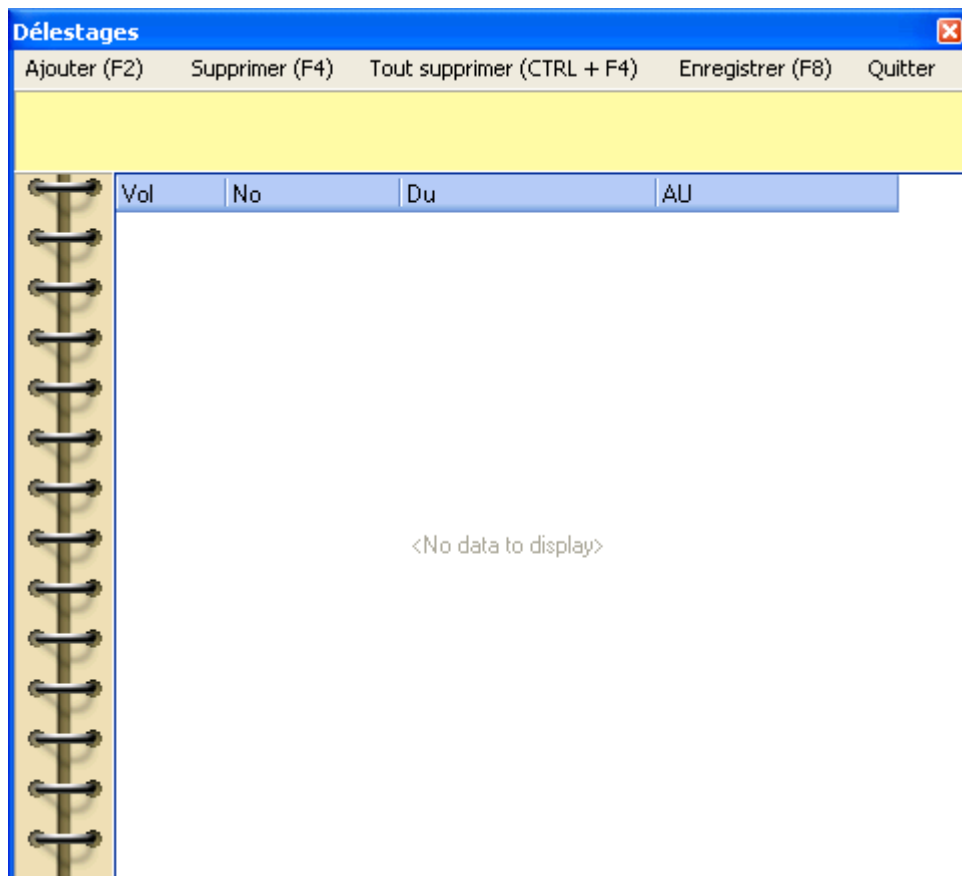 Délestages
Ajouter (F2) Supprimer (F4) Tout supprimer (CTRL + F4) Enregistrer (F8) Quitter
Vol No Du AU
<No data to display>